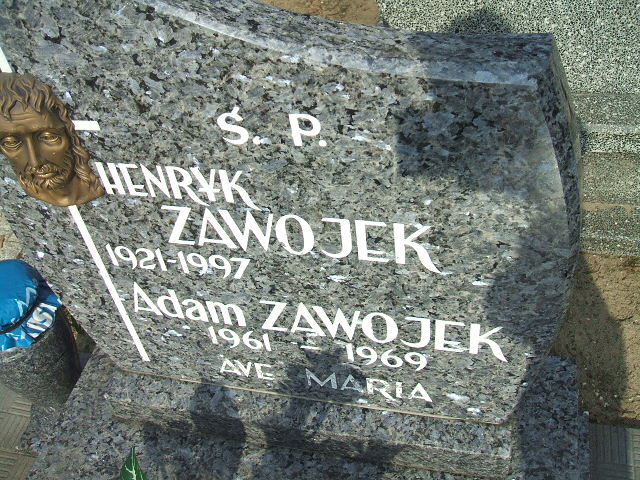 Ś. P.
HENRYK
ZAWOJEK
1921-1997
Adam ZAWOJEK
1961 - 1969
AVE MARIA